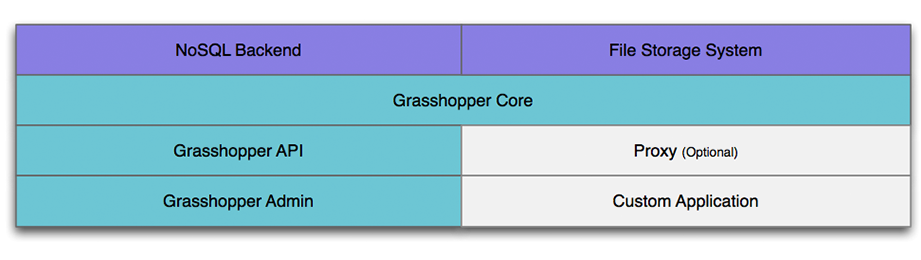 NoSQL Backend
File Storage System
Grasshopper Core
Grasshopper API
Proxy (Optional)
Grasshopper Admin
Custom Application